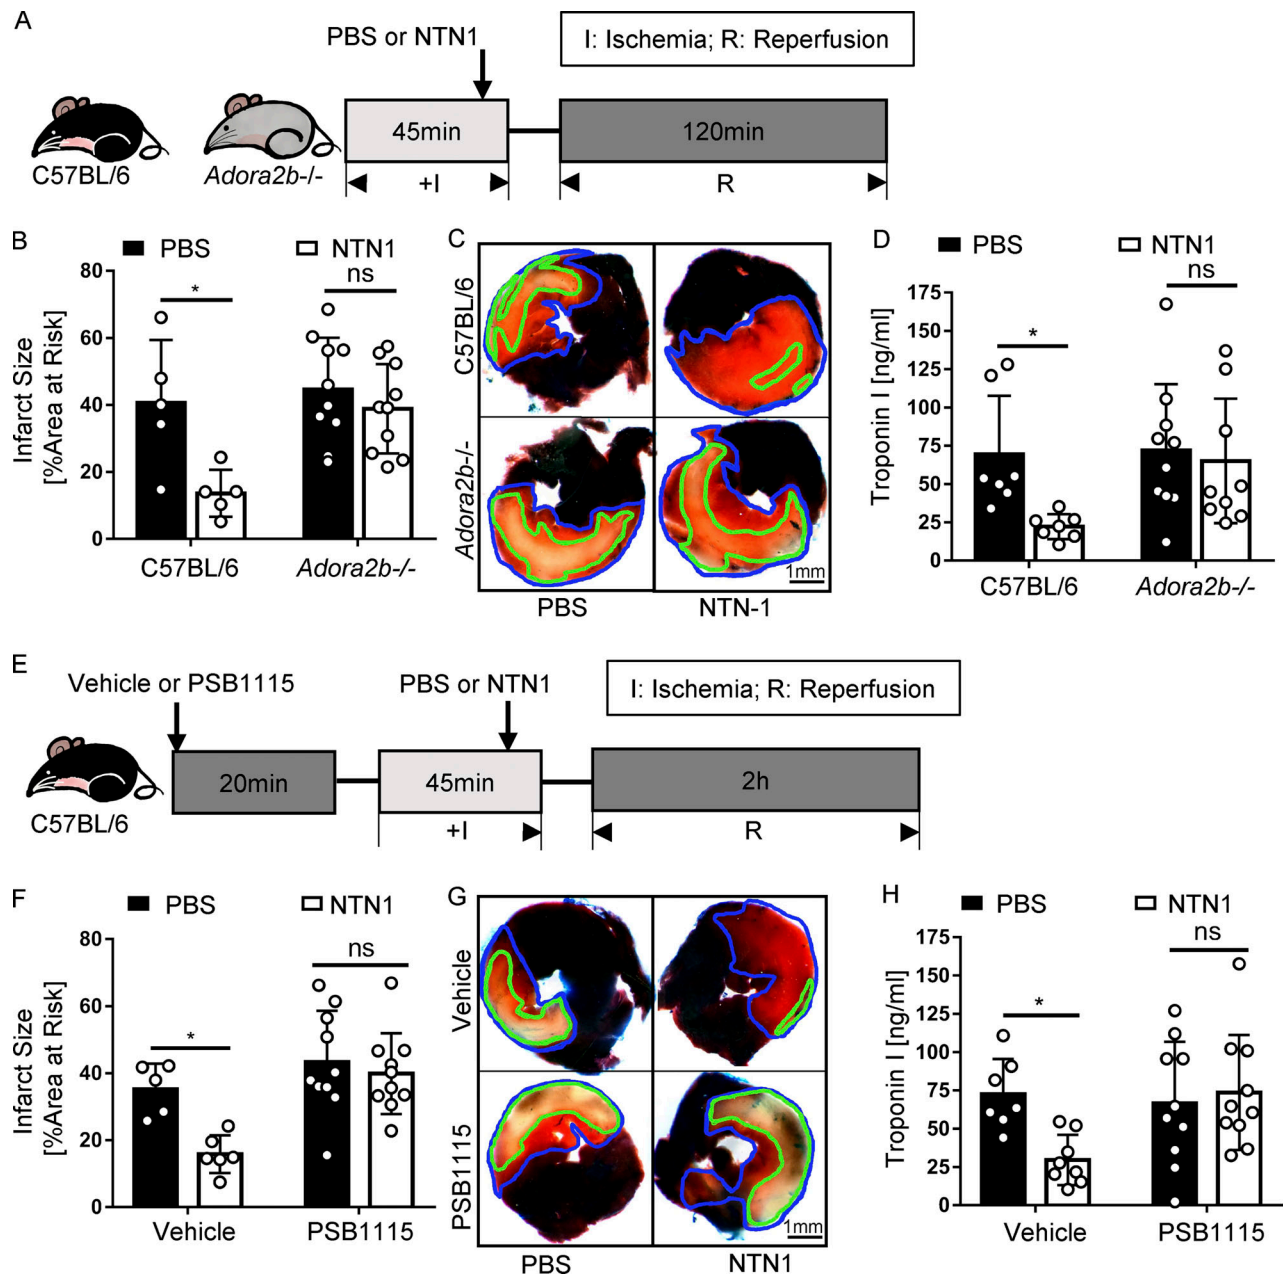 A
PBS or NTN1
I: Ischemia; R: Reperfusion
45min
120min
C57BL/6
Adora2b-/-
+I
R
B
PBS
NTN1
Infarct Size
[%Area at Risk]
80
60
40
20
0
*
ns
C57BL/6
Adora2b-/-
C
C57BL/6
Adora2b-/-
1mm
PBS
NTN-1
D
PBS
NTN1
Troponin I [ng/ml]
175
150
125
100
75
50
25
0
*
ns
C57BL/6
Adora2b-/-
E
Vehicle or PSB1115
PBS or NTN1
I: Ischemia; R: Reperfusion
20min
45min
2h
C57BL/6
+I
R
F
PBS
NTN1
Infarct Size
[%Area at Risk]
80
60
40
20
0
*
ns
Vehicle
PSB1115
G
Vehicle
PSB1115
1mm
PBS
NTN1
H
PBS
NTN1
Troponin I [ng/ml]
175
150
125
100
75
50
25
0
*
ns
Vehicle
PSB1115